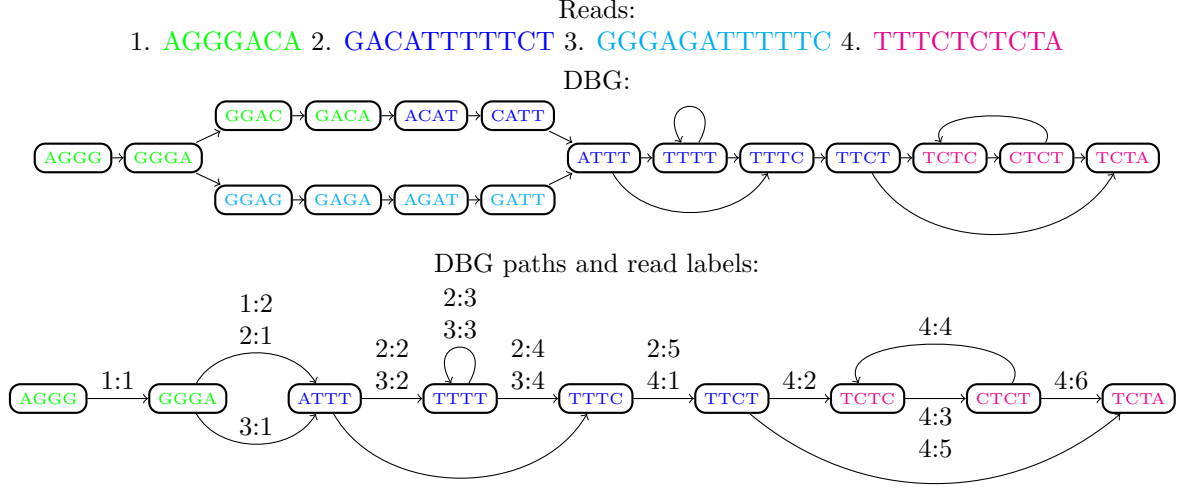 Reads:
1. AGGGACA 2. GACATTTTTCT 3. GGGAGATTTTTC 4. TTTCTCTCTA
DBG:
GGAC GACA ACAT CATT
AGGG GGGA ATTT TTTT TTTC TTCT TCTC CTCT TCTA
GGAG GAGA AGAT GATT
DBG paths and read labels:
1:2 2:3
2:1 2:2 3:3 2:4 2:5 4:4
1:1 3:2 3:4 4:1 4:2 4:6
AGGG GGGA ATTT TTTT TTTC TTCT TCTC CTCT TCTA
3:1 4:3
4:5